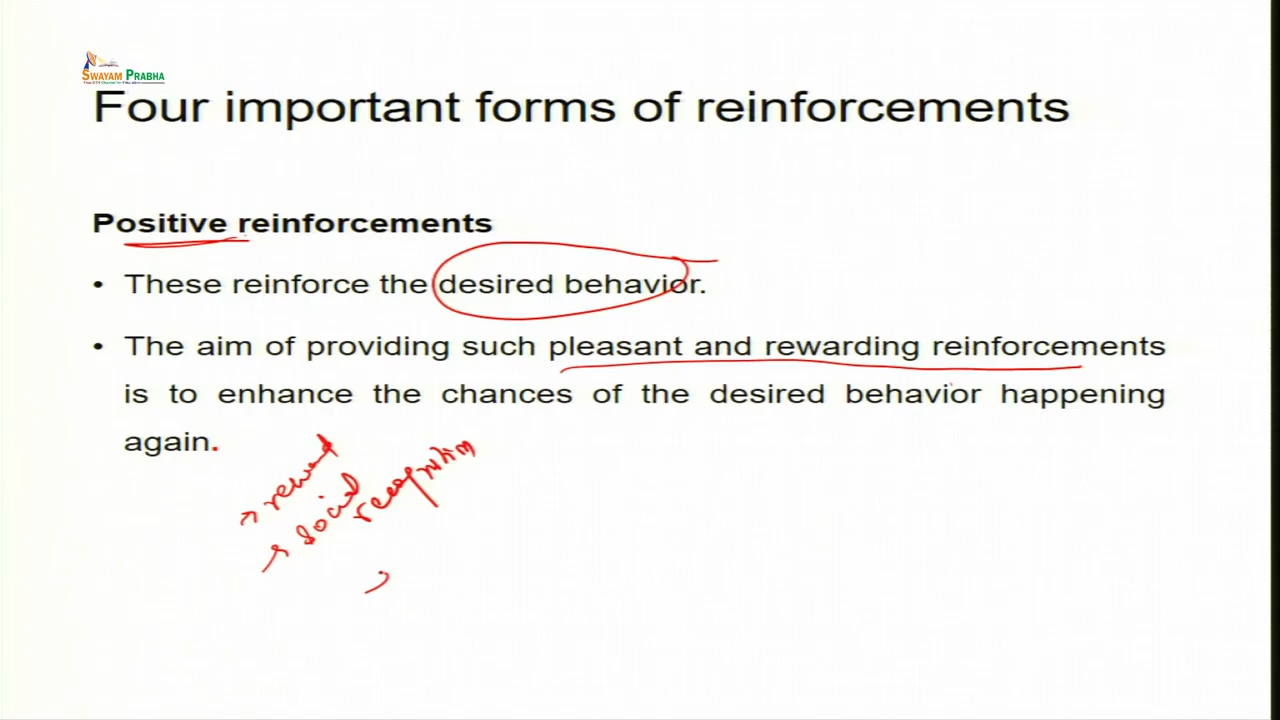 SWAYAM PRABHA
Four important forms of reinforcements
Positive reinforcements
• These reinforce the desired behavior.
• The aim of providing such pleasant and rewarding reinforcements
is to enhance the chances of the desired behavior happening
again.
→ reward
→ social recognition